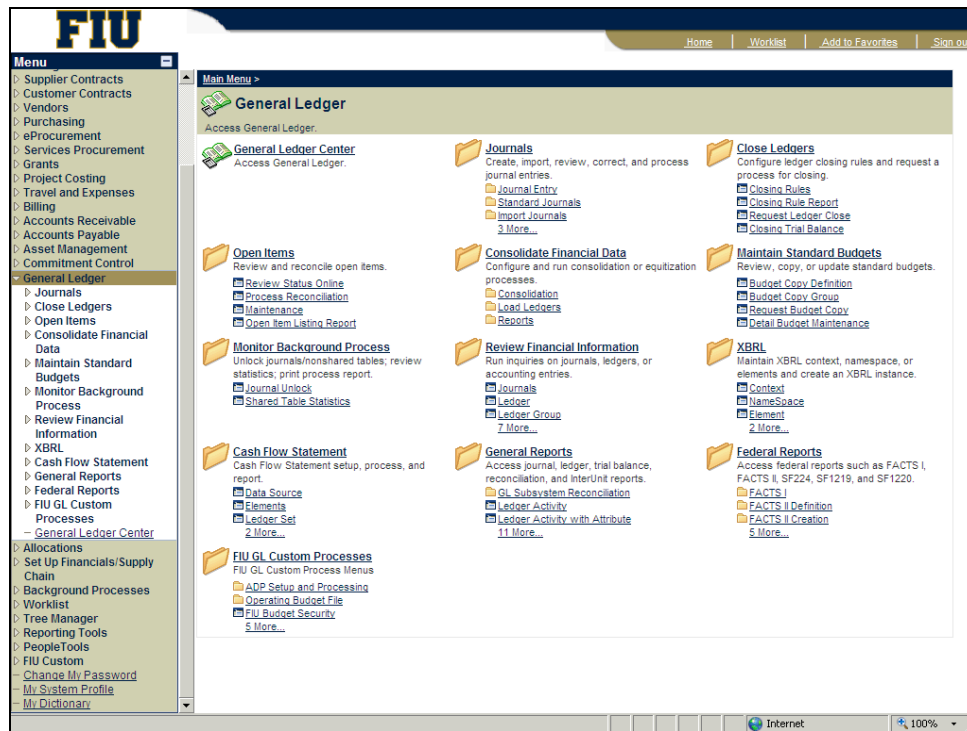 FIU
Home
Worklist
Add to Favorites
Sign ou
Menu
Supplier Contracts
Customer Contracts
Vendors
Purchasing
eProcurement
Services Procurement
Grants
Project Costing
Travel and Expenses
Billing
Accounts Receivable
Accounts Payable
Asset Management
Commitment Control
General Ledger
Journals
Close Ledgers
Open Items
Consolidate Financial
Data
Maintain Standard
Budgets
Monitor Background
Process
Review Financial
Information
XBRL
Cash Flow Statement
General Reports
Federal Reports
FIU GL Custom
Processes
General Ledger Center
Allocations
Set Up Financials/Supply
Chain
Background Processes
Worklist
Tree Manager
Reporting Tools
PeopleTools
FIU Custom
Change My Password
My System Profile
My Dictionary
Main Menu >
General Ledger
Access General Ledger.
General Ledger Center
Access General Ledger.
Journals
Create, import, review, correct, and process
journal entries.
Journal Entry
Standard Journals
Import Journals
3 More...
Close Ledgers
Configure ledger closing rules and request a
process for closing.
Closing Rules
Closing Rule Report
Request Ledger Close
Closing Trial Balance
Open Items
Review and reconcile open items.
Review Status Online
Process Reconciliation
Maintenance
Open Item Listing Report
Consolidate Financial Data
Configure and run consolidation or equitization
processes.
Consolidation
Load Ledgers
Reports
Maintain Standard Budgets
Review, copy, or update standard budgets.
Budget Copy Definition
Budget Copy Group
Request Budget Copy
Detail Budget Maintenance
Monitor Background Process
Unlock journals/nonshared tables; review
statistics; print process report.
Journal Unlock
Shared Table Statistics
Review Financial Information
Run inquiries on journals, ledgers, or
accounting entries.
Journals
Ledger
Ledger Group
7 More...
XBRL
Maintain XBRL context, namespace, or
elements and create an XBRL instance.
Context
NameSpace
Element
2 More...
Cash Flow Statement
Cash Flow Statement setup, process, and
report.
Data Source
Elements
Ledger Set
2 More...
General Reports
Access journal, ledger, trial balance,
reconciliation, and InterUnit reports.
GL Subsystem Reconciliation
Ledger Activity
Ledger Activity with Attribute
11 More...
Federal Reports
Access federal reports such as FACTS I,
FACTS II, SF224, SF1219, and SF1220.
FACTS I
FACTS II Definition
FACTS II Creation
5 More...
FIU GL Custom Processes
FIU GL Custom Process Menus
ADP Setup and Processing
Operating Budget File
FIU Budget Security
5 More...
Internet
100%